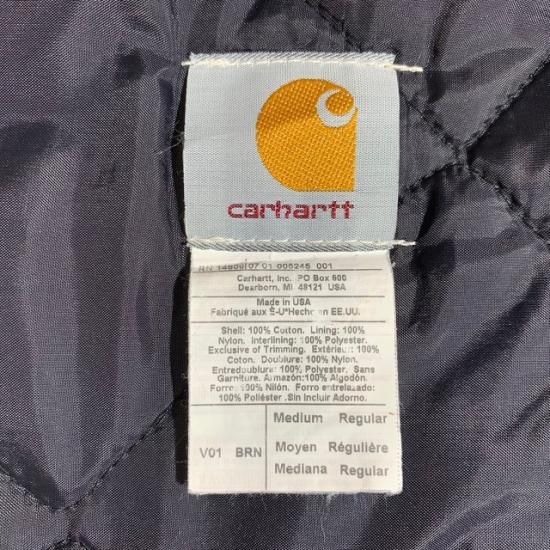 carhartt
RN 14806|07 01 005245 001
Carhartt, Inc. PO Box 600
Dearborn, MI 48121 USA
Made in USA
Fabriqué aux É-U*Hecho en EE.UU.
Shell: 100% Cotton. Lining: 100%
Nylon. Interlining: 100% Polyester.
Exclusive of Trimming. Extérieur: 100%
Coton. Doublure: 100% Nylon.
Entredoublure: 100% Polyester. Sans
Garniture. Armazon: 100% Algodón.
Forro: 100% Nilón. Forro entrelazado:
100% Poliéster .Sin Incluir Adorno.
Medium Regular
V01 BRN Moyen Régulière
Mediana Regular